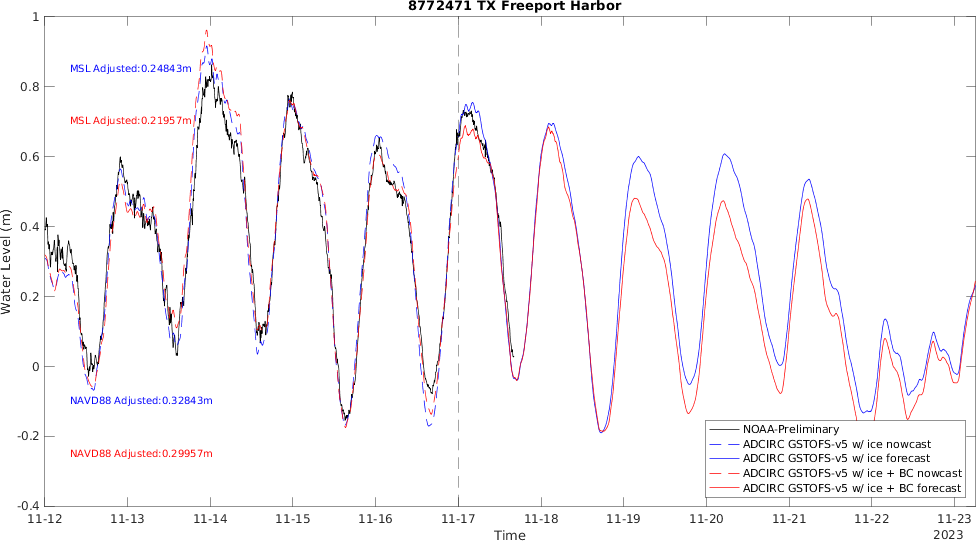 8772471 TX Freeport Harbor
1
0.8
0.6
0.4
0.2
0
-0.2
-0.4
Water Level (m)
MSL Adjusted:0.24843m
MSL Adjusted:0.21957m
NAVD88 Adjusted:0.32843m
NAVD88 Adjusted:0.29957m
NOAA-Preliminary
ADCIRC GSTOFS-v5 w/ ice nowcast
ADCIRC GSTOFS-v5 w/ ice forecast
ADCIRC GSTOFS-v5 w/ ice + BC nowcast
ADCIRC GSTOFS-v5 w/ ice + BC forecast
11-12 11-13 11-14 11-15 11-16 11-17 11-18 11-19 11-20 11-21 11-22 11-23
Time
2023